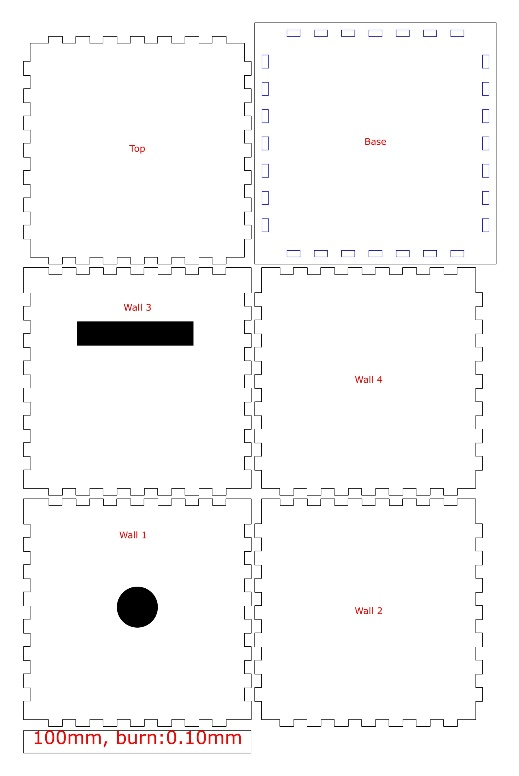 Top
Base
Wall 3
Wall 4
Wall 1
Wall 2
100mm, burn:0.10mm